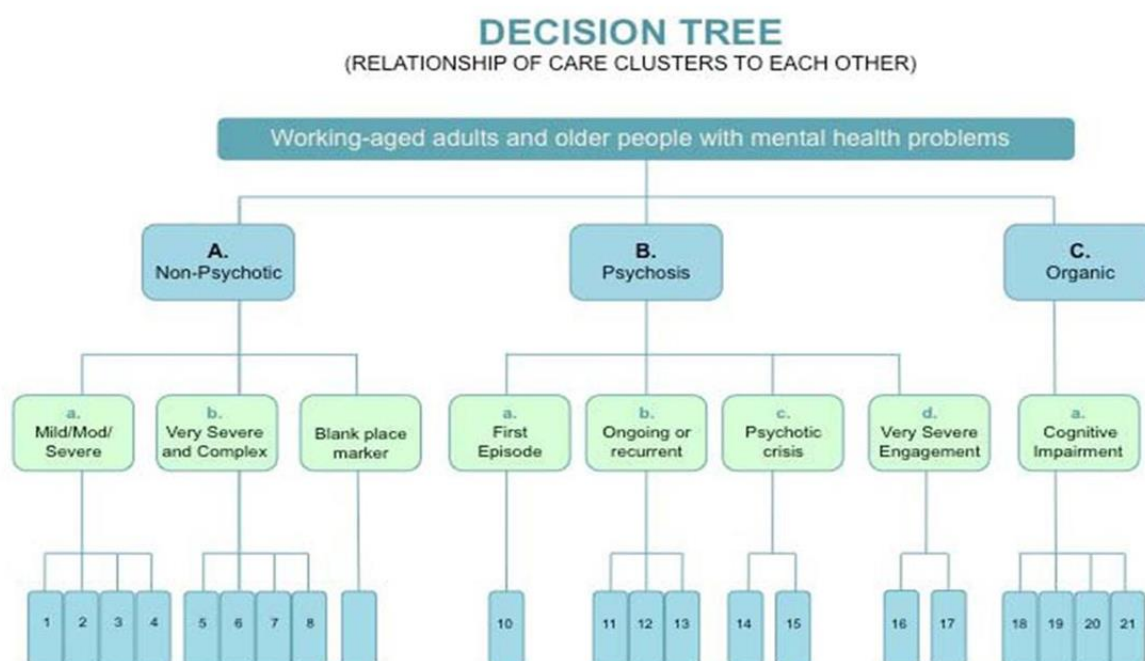 DECISION TREE
(RELATIONSHIP OF CARE CLUSTERS TO EACH OTHER)
Working-aged adults and older people with mental health problems
A.
Non-Psychotic
B.
Psychosis
C.
Organic
a.
Mild/Mod/
Severe
b.
Very Severe
and Complex
Blank place
marker
a.
First
Episode
b.
Ongoing or
recurrent
c.
Psychotic
crisis
d.
Very Severe
Engagement
a.
Cognitive
Impairment
1 2 3 4 5 6 7 8 10 11 12 13 14 15 16 17 18 19 20 21